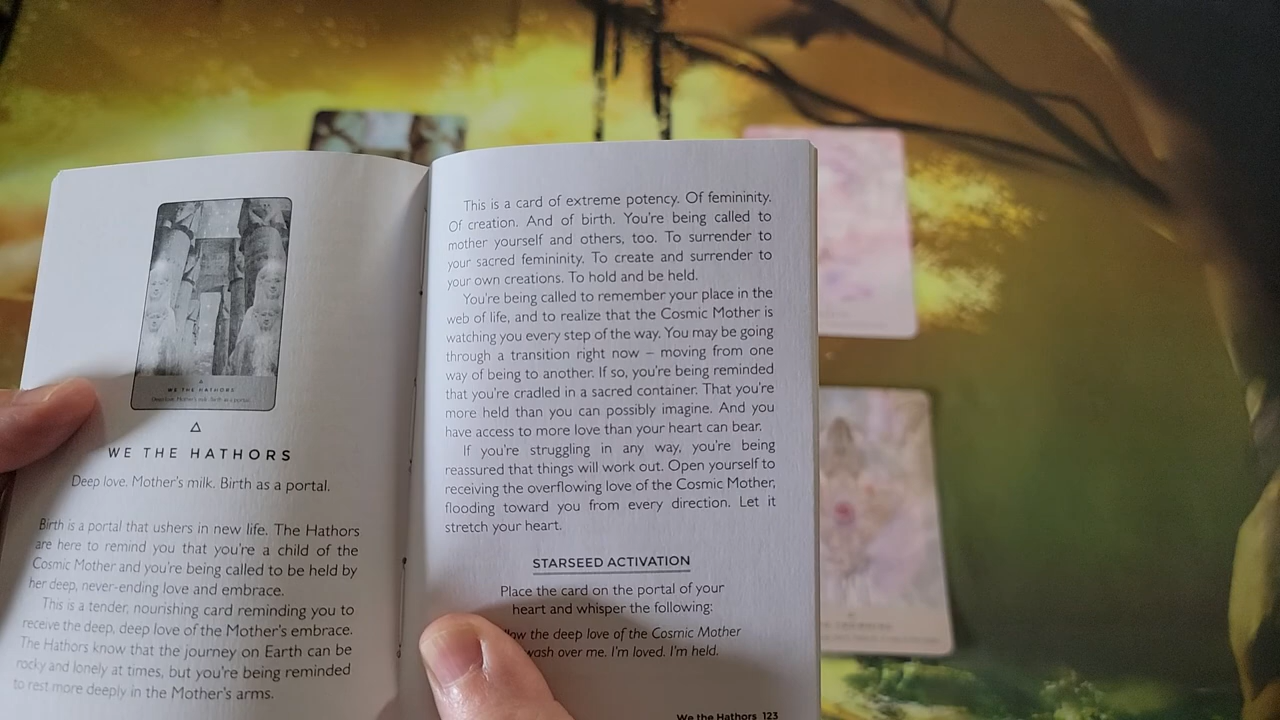 WE THE HATHORS
Deep love. Mother's milk. Birth as a portal.
WE THE HATHORS
Deep love. Mother's milk. Birth as a portal.
Birth is a portal that ushers in new life. The Hathors
are here to remind you that you're a child of the
Cosmic Mother and you're being called to be held by
her deep, never-ending love and embrace.
This is a tender, nourishing card reminding you to
receive the deep, deep love of the Mother's embrace.
The Hathors know that the journey on Earth can be
rocky and lonely at times, but you're being reminded
to rest more deeply in the Mother's arms.
This is a card of extreme potency. Of femininity.
Of creation. And of birth. You're being called to
mother yourself and others, too. To surrender to
your sacred femininity. To create and surrender to
your own creations. To hold and be held.
You're being called to remember your place in the
web of life, and to realize that the Cosmic Mother is
watching you every step of the way. You may be going
through a transition right now – moving from one
way of being to another. If so, you're being reminded
that you're cradled in a sacred container. That you're
more held than you can possibly imagine. And you
have access to more love than your heart can bear.
If you're struggling in any way, you're being
reassured that things will work out. Open yourself to
receiving the overflowing love of the Cosmic Mother,
flooding toward you from every direction. Let it
stretch your heart.
STARSEED ACTIVATION
Place the card on the portal of your
heart and whisper the following:
the deep love of the Cosmic Mother
wash over me. I'm loved. I'm held.
We the Hathors 123